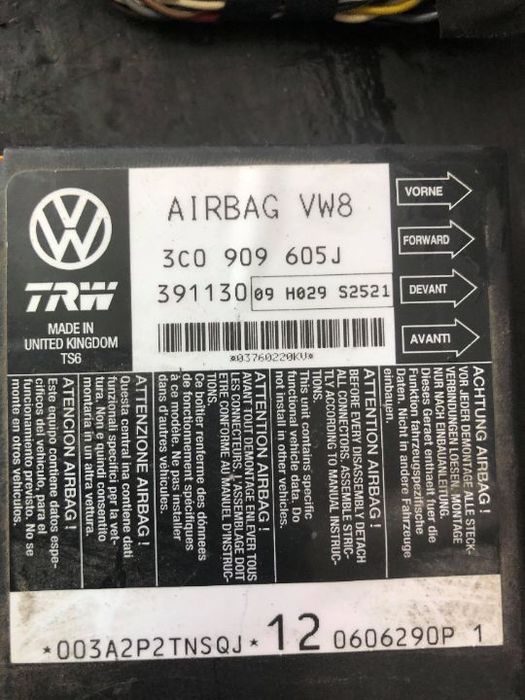 AIRBAG VW8
3C0 909 605J
391130 09 H029 S2521
*03760220KV*
VW
TRW
MADE IN
UNITED KINGDOM
TS6
VORNE
FORWARD
DEVANT
AVANTI
ACHTUNG AIRBAG !
VOR JEDER DEMONTAGE ALLE STECK-
VERBINDUNGEN LOESEN, MONTAGE
NUR NACH EINBAUANLEITUNG.
Dieses Geraet enthaelt fuer die
Funktion fahrzeugspezifische
Daten. Nicht in andere Fahrzeuge
einbauen.
ATTENTION AIRBAG !
BEFORE EVERY DISASSEMBLY DETACH
ALL CONNECTORS, ASSEMBLE STRIC-
TLY ACCORDING TO MANUAL INSTRUC-
TIONS.
This unit contains specific
functional vehicle data. Do
not install in other vehicles.
ATTENTION AIRBAG !
AVANT TOUT DEMONTAGE ENLEVER TOUS
LES CONNECTEURS, L'ASSEMBLAGE DOIT
ETRE CONFORME AU MANUEL D'INSTRUC-
TIONS.
Ce boîtier renferme des données
de fonctionnement spécifiques
à ce modèle. Ne pas installer
dans d'autres véhicules.
ATTENZIONE AIRBAG !
Questa centralina contiene dati
funzionali specifici per la vet-
tura. Non è quindi consentito
montarla in altra vettura.
ATENCION AIRBAG !
Este equipo contiene datos espe-
cíficos del vehículo, para el
funcionamiento previsto. No se
monte en otros vehículos.
*003A2P2TNSQJ* 12 0606290P 1